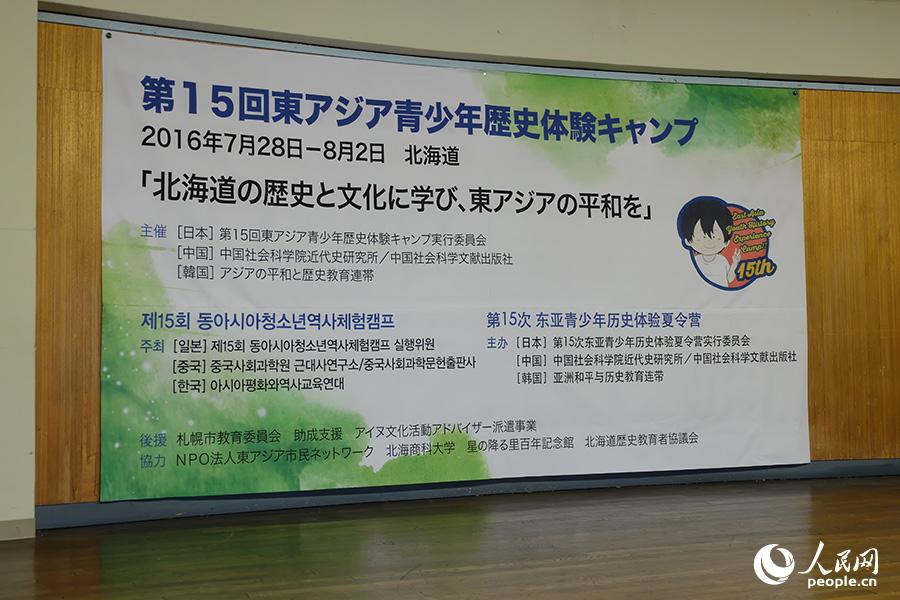 第15回東アジア青少年歴史体験キャンプ
2016年7月28日−8月2日　北海道
「北海道の歴史と文化に学び、東アジアの平和を」
East Asia
Youth History
Experience
Camp!
15th
主催 [日本] 第15回東アジア青少年歴史体験キャンプ実行委員会
[中国] 中国社会科学院近代史研究所／中国社会科学文献出版社
[韓国] アジアの平和と歴史教育連帯
제15회 동아시아청소년역사체험캠프
주최 [일본] 제15회 동아시아청소년역사체험캠프 실행위원
[중국] 중국사회과학원 근대사연구소/중국사회과학문헌출판사
[한국] 아시아평화와역사교육연대
第15次 东亚青少年历史体验夏令营
主办 [日本] 第15次东亚青少年历史体验夏令营实行委员会
[中国] 中国社会科学院近代史研究所／中国社会科学文献出版社
[韩国] 亚洲和平与历史教育连带
後援　札幌市教育委員会　助成支援　アイヌ文化活動アドバイザー派遣事業
協力　NPO法人東アジア市民ネットワーク　北海商科大学　星の降る里百年記念館　北海道歴史教育者協議会
人民网
people.cn